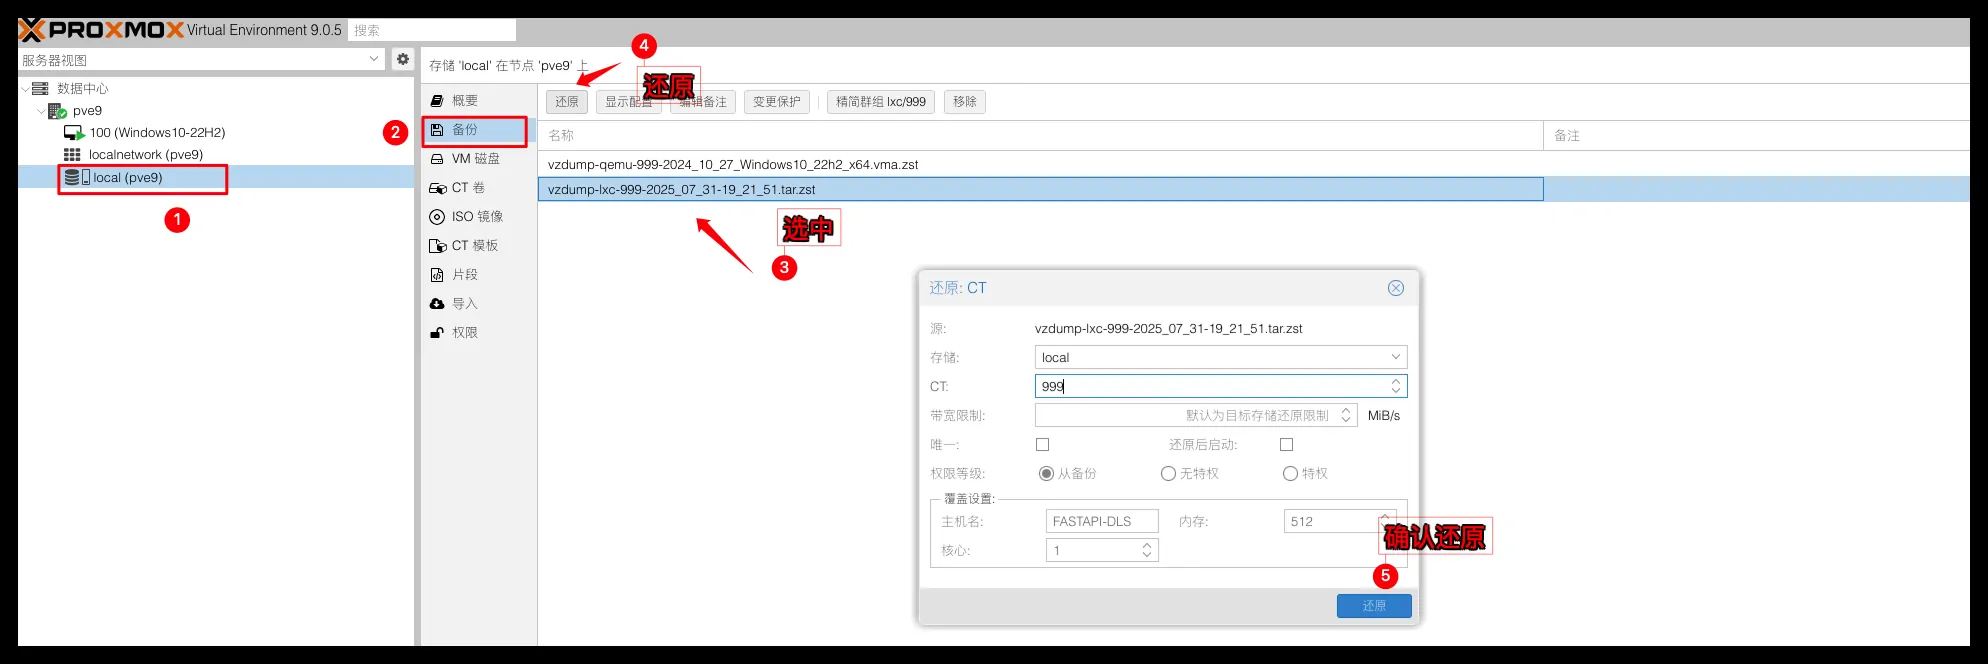 PROXMOX Virtual Environment 9.0.5 搜索
服务器视图
数据中心
pve9
100 (Windows10-22H2)
localnetwork (pve9)
local (pve9)
1
存储 'local' 在节点 'pve9' 上
4
还原
2
概要
备份
VM 磁盘
CT 卷
ISO 镜像
CT 模板
片段
导入
权限
还原 显示配置 编辑备注 变更保护 精简群组 lxc/999 移除
名称 备注
vzdump-qemu-999-2024_10_27_Windows10_22h2_x64.vma.zst
vzdump-lxc-999-2025_07_31-19_21_51.tar.zst
选中
3
还原: CT
源: vzdump-lxc-999-2025_07_31-19_21_51.tar.zst
存储: local
CT: 999
带宽限制: 默认为目标存储还原限制 MiB/s
唯一: 还原后启动:
权限等级: 从备份 无特权 特权
覆盖设置:
主机名: FASTAPI-DLS 内存: 512
核心: 1
确认还原
5
还原